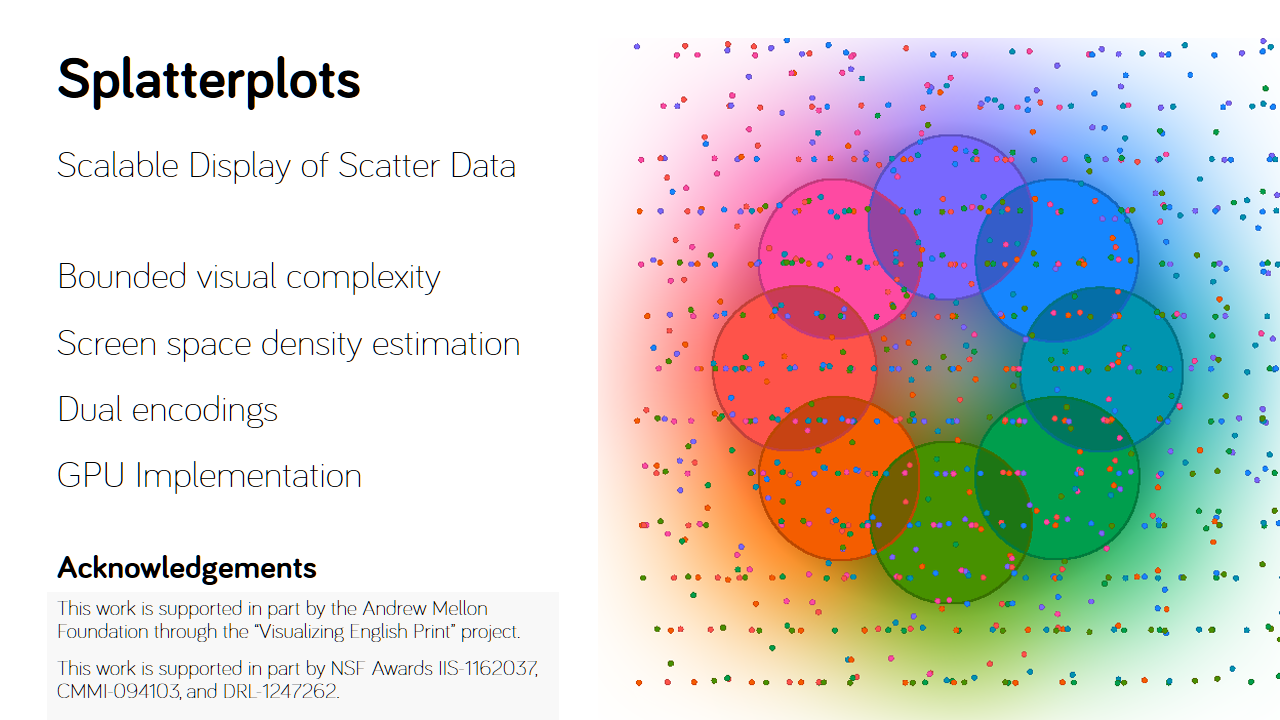 Splatterplots
Scalable Display of Scatter Data
Bounded visual complexity
Screen space density estimation
Dual encodings
GPU Implementation
Acknowledgements
This work is supported in part by the Andrew Mellon
Foundation through the “Visualizing English Print” project.
This work is supported in part by NSF Awards IIS-1162037,
CMMI-094103, and DRL-1247262.